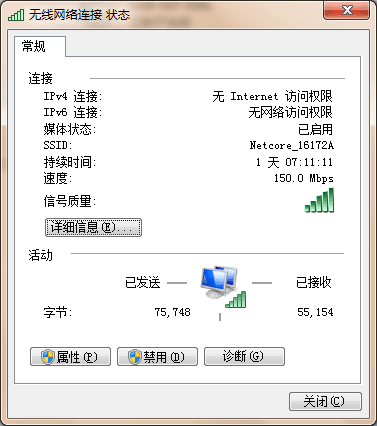 无线网络连接 状态
常规
连接
IPv4 连接: 无 Internet 访问权限
IPv6 连接: 无网络访问权限
媒体状态: 已启用
SSID: Netcore_16172A
持续时间: 1 天 07:11:11
速度: 150.0 Mbps
信号质量:
详细信息(E)...
活动
已发送 — — 已接收
字节: 75,748 | 55,154
属性(P) 禁用(D) 诊断(G)
关闭(C)